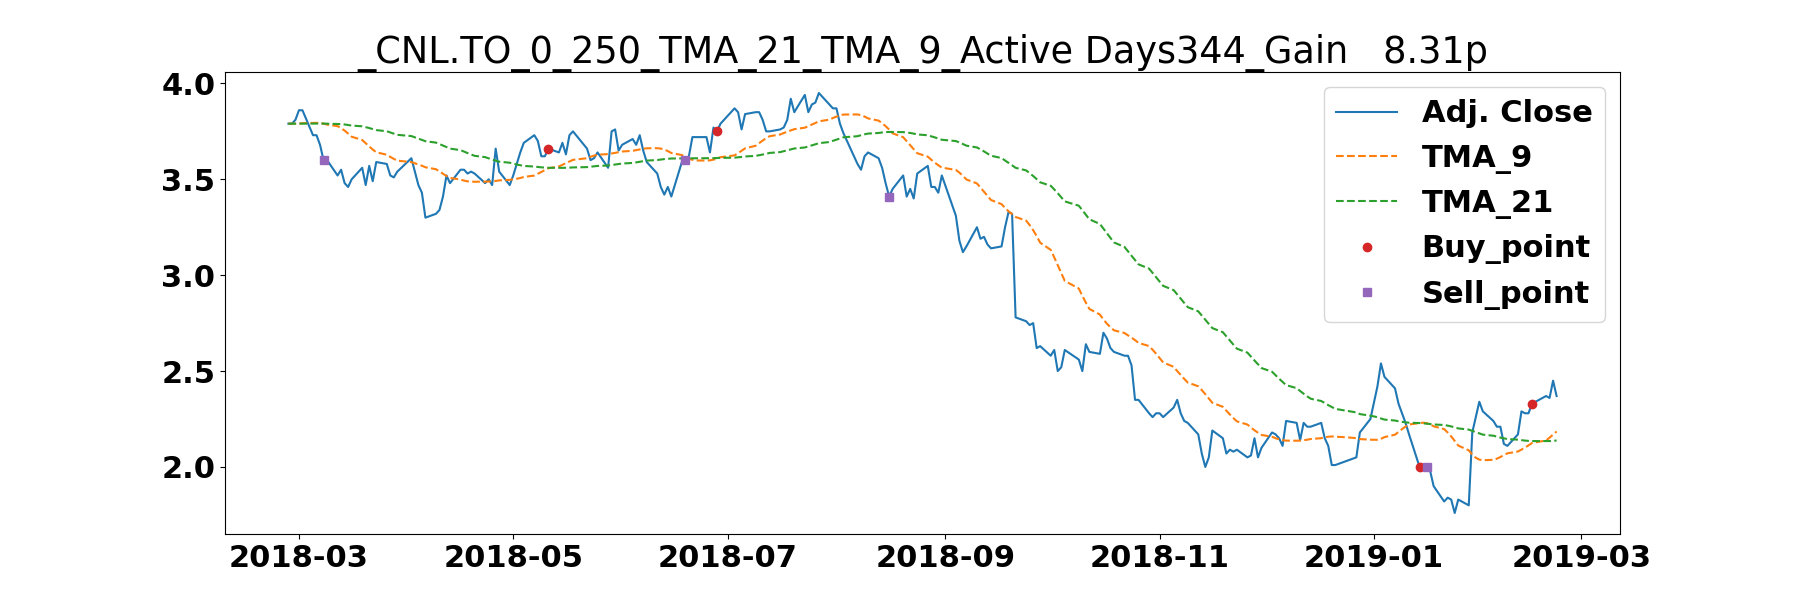 _CNL.TO_0_250_TMA_21_TMA_9_Active Days344_Gain   8.31p
4.0
3.5
3.0
2.5
2.0
Adj. Close
TMA_9
TMA_21
Buy_point
Sell_point
2018-03 2018-05 2018-07 2018-09 2018-11 2019-01 2019-03